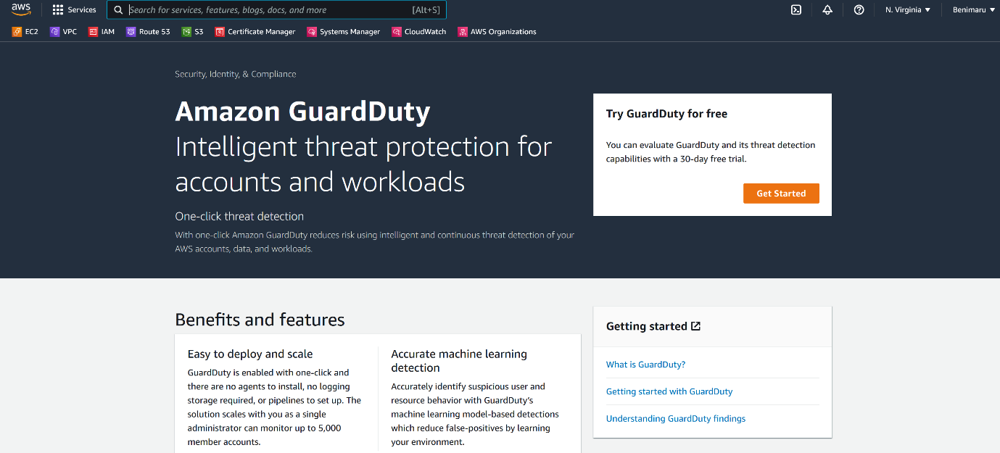 aws
Services
Search for services, features, blogs, docs, and more [Alt+S]
N. Virginia ▼
Benimaru ▼
EC2 VPC IAM Route 53 S3 Certificate Manager Systems Manager CloudWatch AWS Organizations
Security, Identity, & Compliance
Amazon GuardDuty
Intelligent threat protection for
accounts and workloads
One-click threat detection
With one-click Amazon GuardDuty reduces risk using intelligent and continuous threat detection of your
AWS accounts, data, and workloads.
Try GuardDuty for free
You can evaluate GuardDuty and its threat detection
capabilities with a 30-day free trial.
Get Started
Benefits and features
Easy to deploy and scale
GuardDuty is enabled with one-click and
there are no agents to install, no logging
storage required, or pipelines to set up. The
solution scales with you as a single
administrator can monitor up to 5,000
member accounts.
Accurate machine learning
detection
Accurately identify suspicious user and
resource behavior with GuardDuty's
machine learning model-based detections
which reduce false-positives by learning
your environment.
Getting started
What is GuardDuty?
Getting started with GuardDuty
Understanding GuardDuty findings